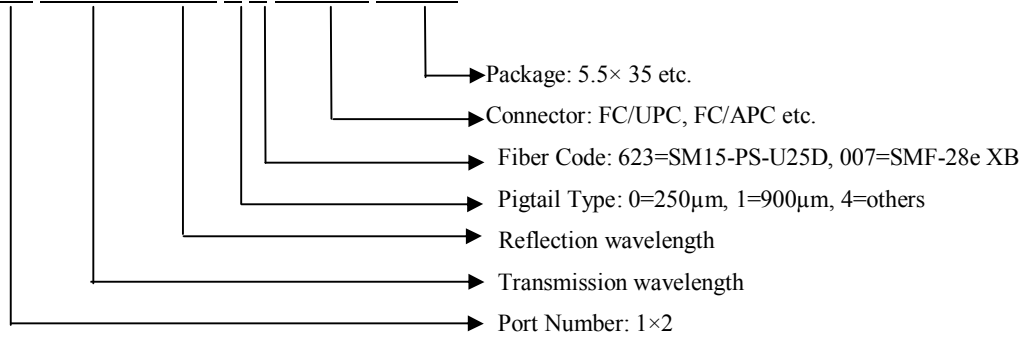 Package: 5.5× 35 etc.
Connector: FC/UPC, FC/APC etc.
Fiber Code: 623=SM15-PS-U25D, 007=SMF-28e XB
Pigtail Type: 0=250µm, 1=900µm, 4=others
Reflection wavelength
Transmission wavelength
Port Number: 1×2